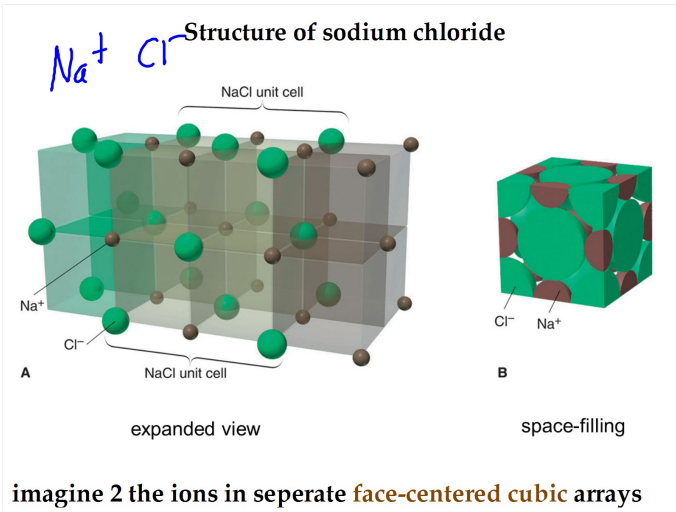 Structure of sodium chloride
Na⁺ Cl⁻
NaCl unit cell
Na⁺
Cl⁻
NaCl unit cell
A
Cl⁻ Na⁺
B
expanded view
space-filling
imagine 2 the ions in seperate face-centered cubic arrays